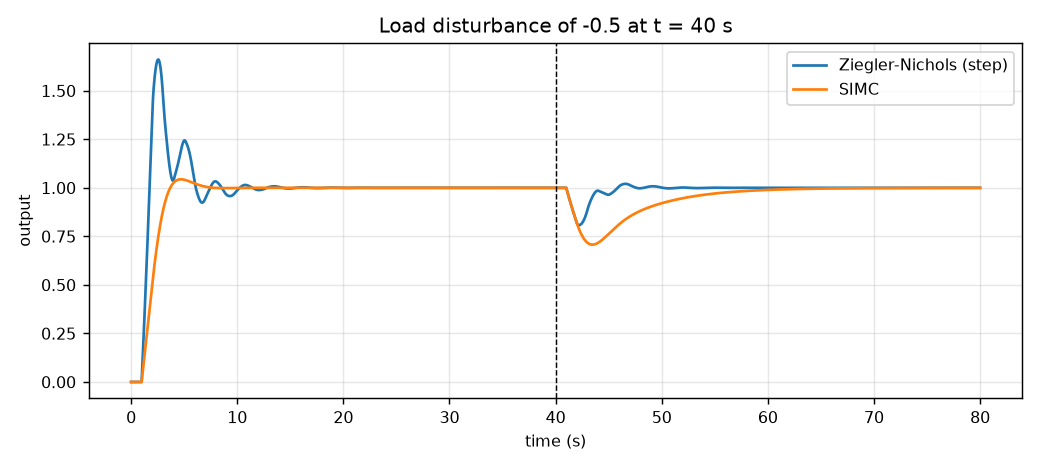 Load disturbance of -0.5 at t = 40 s
Ziegler-Nichols (step)
SIMC
output
1.50
1.25
1.00
0.75
0.50
0.25
0.00
0 10 20 30 40 50 60 70 80
time (s)